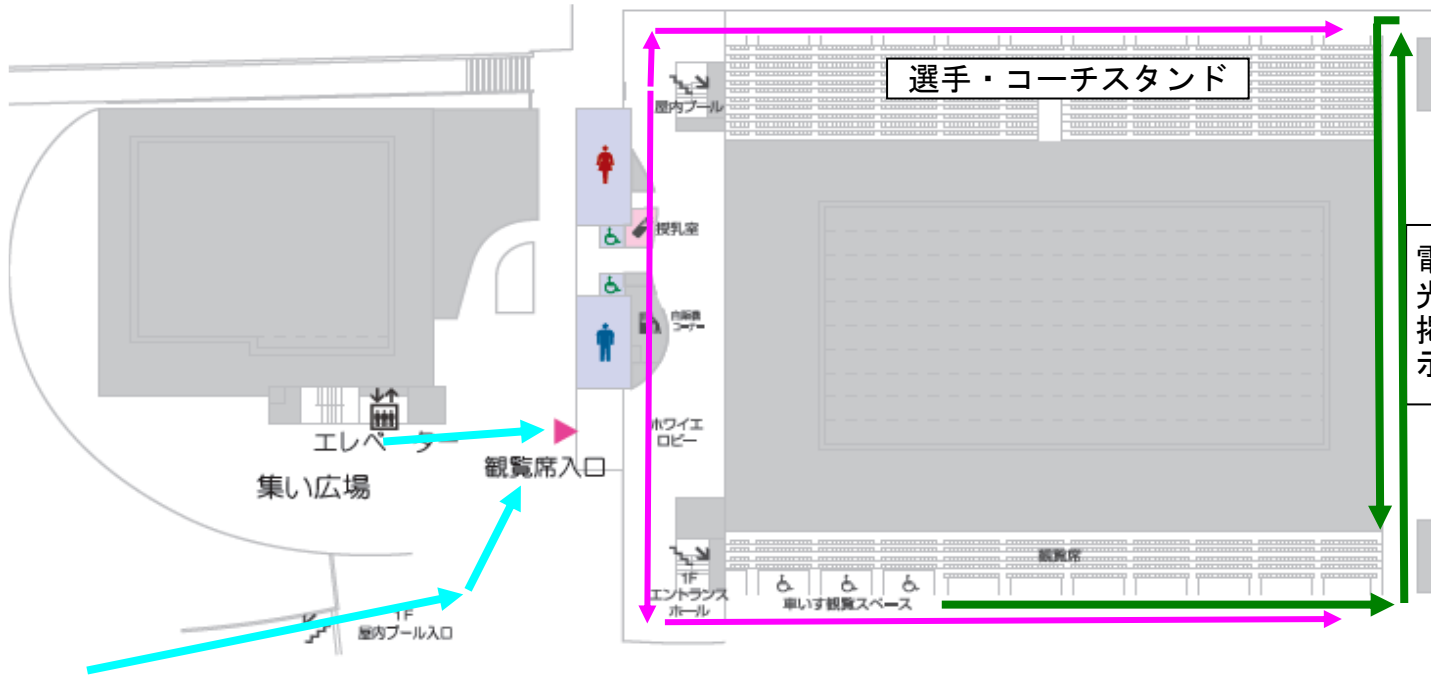 選手・コーチスタンド
屋内プール
授乳室
自販機
コーナー
電
光
掲
示
ホワイエ
ロビー
エレベーター
観覧席入口
集い広場
観覧席
1F
エントランス
ホール
車いす観覧スペース
1F
屋内プール入口